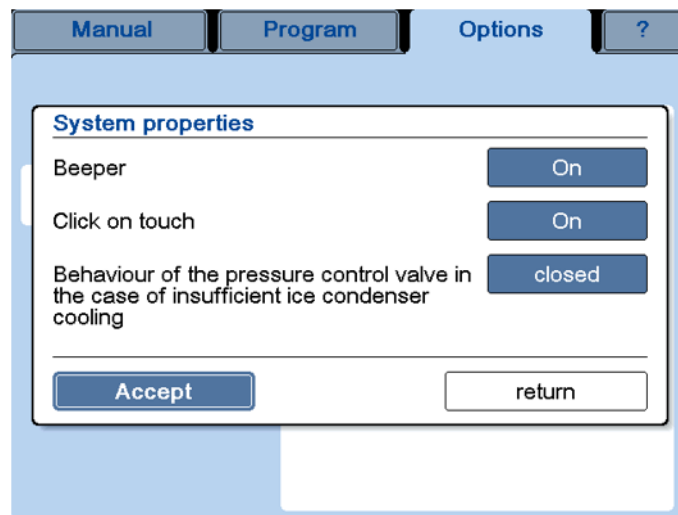 Manual Program Options ?
System properties
Beeper On
Click on touch On
Behaviour of the pressure control valve in closed
the case of insufficient ice condenser
cooling
Accept return